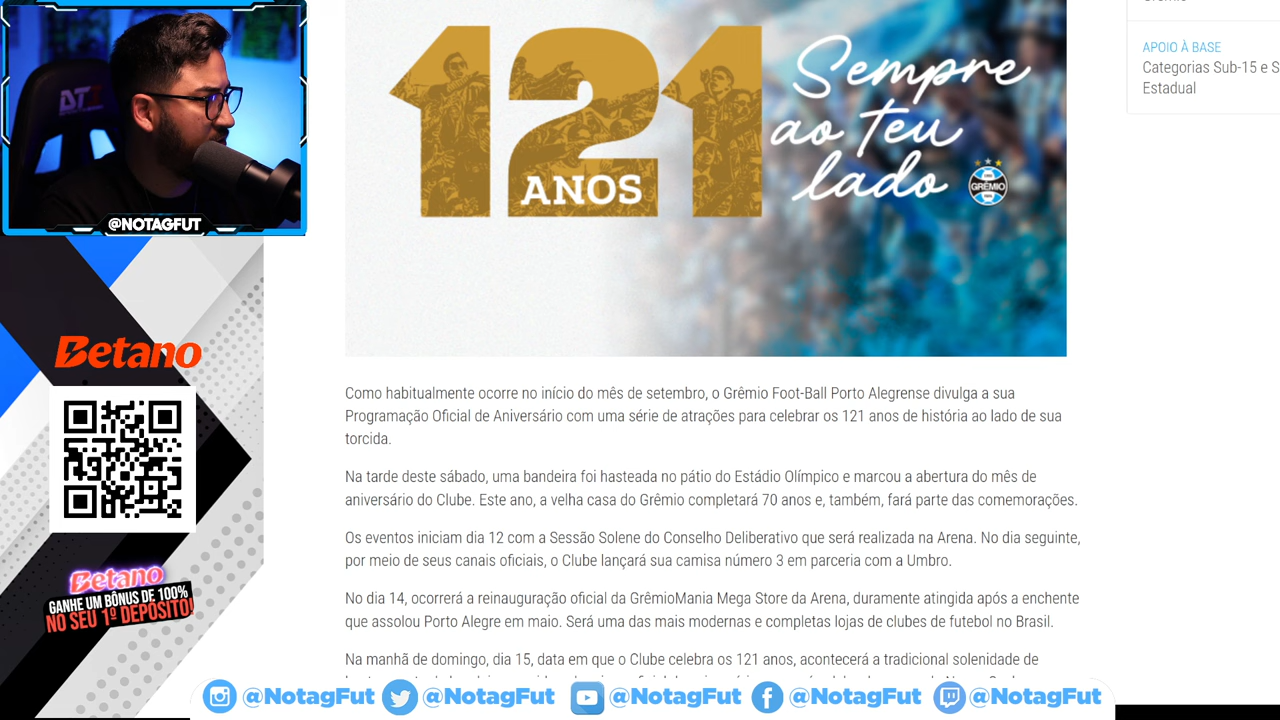 121
ANOS
Sempre
ao teu
lado
GRÊMIO
APOIO À BASE
Categorias Sub-15 e S
Estadual
@NOTAGFUT
Betano
Betano
GANHE UM BÔNUS DE 100%
NO SEU 1º DEPÓSITO!
Como habitualmente ocorre no início do mês de setembro, o Grêmio Foot-Ball Porto Alegrense divulga a sua
Programação Oficial de Aniversário com uma série de atrações para celebrar os 121 anos de história ao lado de sua
torcida.
Na tarde deste sábado, uma bandeira foi hasteada no pátio do Estádio Olímpico e marcou a abertura do mês de
aniversário do Clube. Este ano, a velha casa do Grêmio completará 70 anos e, também, fará parte das comemorações.
Os eventos iniciam dia 12 com a Sessão Solene do Conselho Deliberativo que será realizada na Arena. No dia seguinte,
por meio de seus canais oficiais, o Clube lançará sua camisa número 3 em parceria com a Umbro.
No dia 14, ocorrerá a reinauguração oficial da GrêmioMania Mega Store da Arena, duramente atingida após a enchente
que assolou Porto Alegre em maio. Será uma das mais modernas e completas lojas de clubes de futebol no Brasil.
Na manhã de domingo, dia 15, data em que o Clube celebra os 121 anos, acontecerá a tradicional solenidade de
@NotagFut @NotagFut @NotagFut @NotagFut @NotagFut